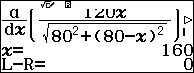 d/dx(120x/√(80²+(80-x)²)
x= 160
L-R= 0